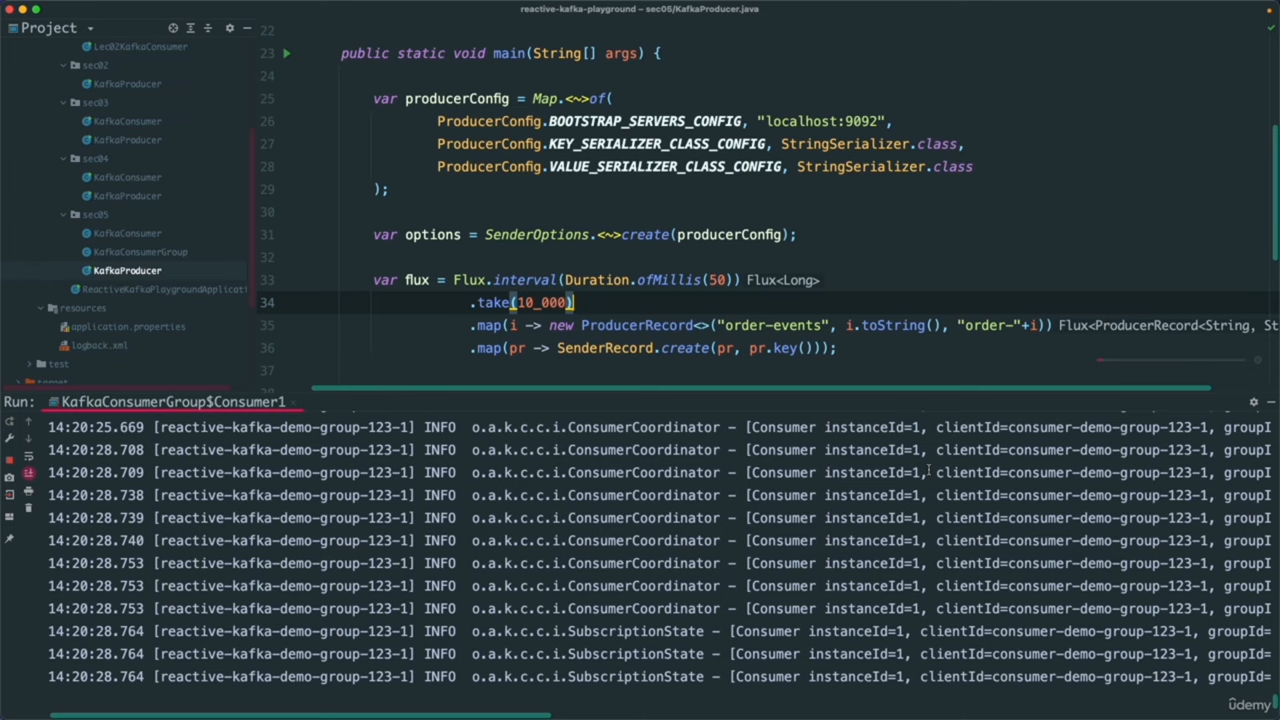 reactive-kafka-playground – sec05/KafkaProducer.java
Project
Lec02KafkaConsumer
sec02
KafkaProducer
sec03
KafkaConsumer
KafkaProducer
sec04
KafkaConsumer
KafkaProducer
sec05
KafkaConsumer
KafkaConsumerGroup
KafkaProducer
ReactiveKafkaPlaygroundApplicati
resources
application.properties
logback.xml
test
target
22
23 public static void main(String[] args) {
24
25 var producerConfig = Map.<~>of(
26 ProducerConfig.BOOTSTRAP_SERVERS_CONFIG, "localhost:9092",
27 ProducerConfig.KEY_SERIALIZER_CLASS_CONFIG, StringSerializer.class,
28 ProducerConfig.VALUE_SERIALIZER_CLASS_CONFIG, StringSerializer.class
29 );
30
31 var options = SenderOptions.<~>create(producerConfig);
32
33 var flux = Flux.interval(Duration.ofMillis(50)) Flux<Long>
34 .take(10_000)
35 .map(i -> new ProducerRecord<>("order-events", i.toString(), "order-"+i)) Flux<ProducerRecord<String, St
36 .map(pr -> SenderRecord.create(pr, pr.key()));
37
Run: KafkaConsumerGroup$Consumer1
14:20:25.669 [reactive-kafka-demo-group-123-1] INFO o.a.k.c.c.i.ConsumerCoordinator – [Consumer instanceId=1, clientId=consumer-demo-group-123-1, groupI
14:20:28.708 [reactive-kafka-demo-group-123-1] INFO o.a.k.c.c.i.ConsumerCoordinator – [Consumer instanceId=1, clientId=consumer-demo-group-123-1, groupI
14:20:28.709 [reactive-kafka-demo-group-123-1] INFO o.a.k.c.c.i.ConsumerCoordinator – [Consumer instanceId=1, clientId=consumer-demo-group-123-1, groupI
14:20:28.738 [reactive-kafka-demo-group-123-1] INFO o.a.k.c.c.i.ConsumerCoordinator – [Consumer instanceId=1, clientId=consumer-demo-group-123-1, groupI
14:20:28.739 [reactive-kafka-demo-group-123-1] INFO o.a.k.c.c.i.ConsumerCoordinator – [Consumer instanceId=1, clientId=consumer-demo-group-123-1, groupI
14:20:28.740 [reactive-kafka-demo-group-123-1] INFO o.a.k.c.c.i.ConsumerCoordinator – [Consumer instanceId=1, clientId=consumer-demo-group-123-1, groupI
14:20:28.753 [reactive-kafka-demo-group-123-1] INFO o.a.k.c.c.i.ConsumerCoordinator – [Consumer instanceId=1, clientId=consumer-demo-group-123-1, groupI
14:20:28.753 [reactive-kafka-demo-group-123-1] INFO o.a.k.c.c.i.ConsumerCoordinator – [Consumer instanceId=1, clientId=consumer-demo-group-123-1, groupI
14:20:28.753 [reactive-kafka-demo-group-123-1] INFO o.a.k.c.c.i.ConsumerCoordinator – [Consumer instanceId=1, clientId=consumer-demo-group-123-1, groupI
14:20:28.764 [reactive-kafka-demo-group-123-1] INFO o.a.k.c.c.i.SubscriptionState – [Consumer instanceId=1, clientId=consumer-demo-group-123-1, groupId=
14:20:28.764 [reactive-kafka-demo-group-123-1] INFO o.a.k.c.c.i.SubscriptionState – [Consumer instanceId=1, clientId=consumer-demo-group-123-1, groupId=
14:20:28.764 [reactive-kafka-demo-group-123-1] INFO o.a.k.c.c.i.SubscriptionState – [Consumer instanceId=1, clientId=consumer-demo-group-123-1, groupId=
ûdemy